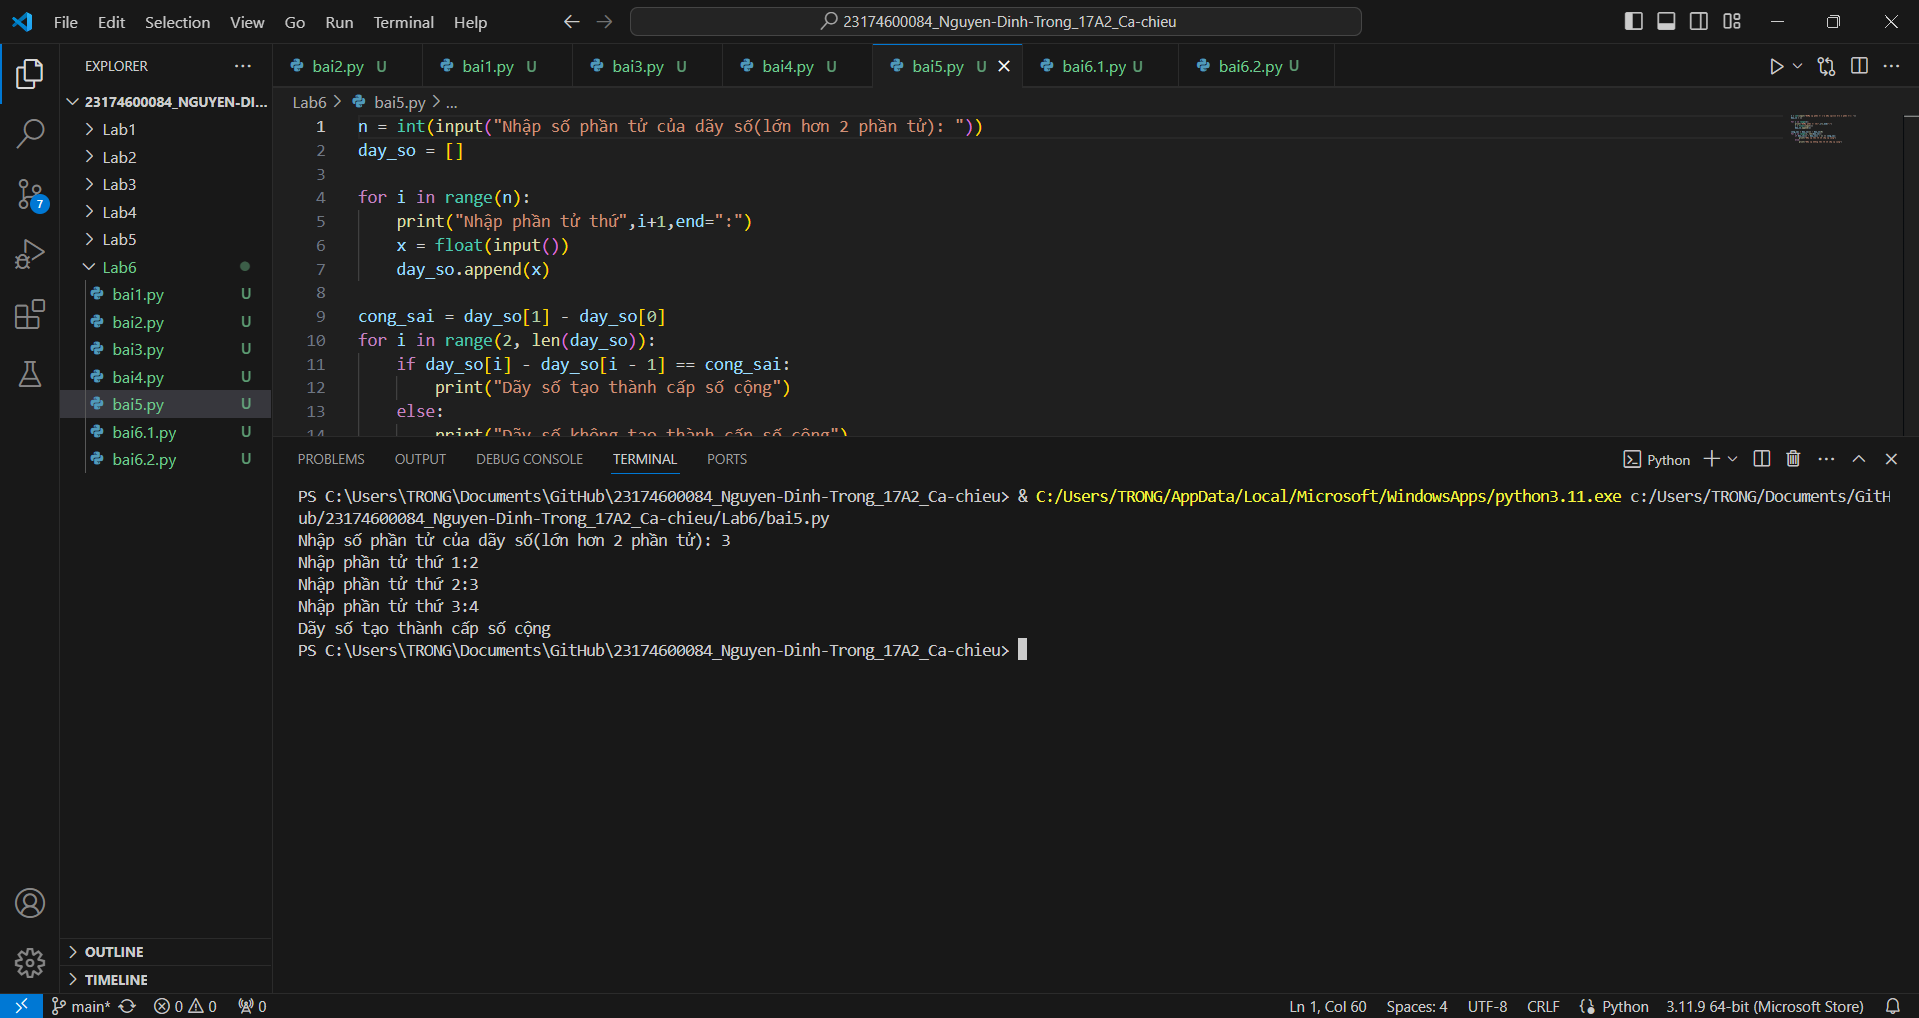 File Edit Selection View Go Run Terminal Help
23174600084_Nguyen-Dinh-Trong_17A2_Ca-chieu
EXPLORER
23174600084_NGUYEN-DI...
Lab1
Lab2
Lab3
Lab4
Lab5
Lab6
bai1.py U
bai2.py U
bai3.py U
bai4.py U
bai5.py U
bai6.1.py U
bai6.2.py U
OUTLINE
TIMELINE
7
bai2.py U bai1.py U bai3.py U bai4.py U bai5.py U bai6.1.py U bai6.2.py U
Lab6 > bai5.py > ...
1 n = int(input("Nhập số phần tử của dãy số(lớn hơn 2 phần tử): "))
2 day_so = []
3
4 for i in range(n):
5 print("Nhập phần tử thứ",i+1,end=":")
6 x = float(input())
7 day_so.append(x)
8
9 cong_sai = day_so[1] - day_so[0]
10 for i in range(2, len(day_so)):
11 if day_so[i] - day_so[i - 1] == cong_sai:
12 print("Dãy số tạo thành cấp số cộng")
13 else:
14 print("Dãy số không tạo thành cấp số cộng")
PROBLEMS OUTPUT DEBUG CONSOLE TERMINAL PORTS
Python
PS C:\Users\TRONG\Documents\GitHub\23174600084_Nguyen-Dinh-Trong_17A2_Ca-chieu> & C:/Users/TRONG/AppData/Local/Microsoft/WindowsApps/python3.11.exe c:/Users/TRONG/Documents/GitH
ub/23174600084_Nguyen-Dinh-Trong_17A2_Ca-chieu/Lab6/bai5.py
Nhập số phần tử của dãy số(lớn hơn 2 phần tử): 3
Nhập phần tử thứ 1:2
Nhập phần tử thứ 2:3
Nhập phần tử thứ 3:4
Dãy số tạo thành cấp số cộng
PS C:\Users\TRONG\Documents\GitHub\23174600084_Nguyen-Dinh-Trong_17A2_Ca-chieu>
main* 0 0 0 Ln 1, Col 60 Spaces: 4 UTF-8 CRLF Python 3.11.9 64-bit (Microsoft Store)